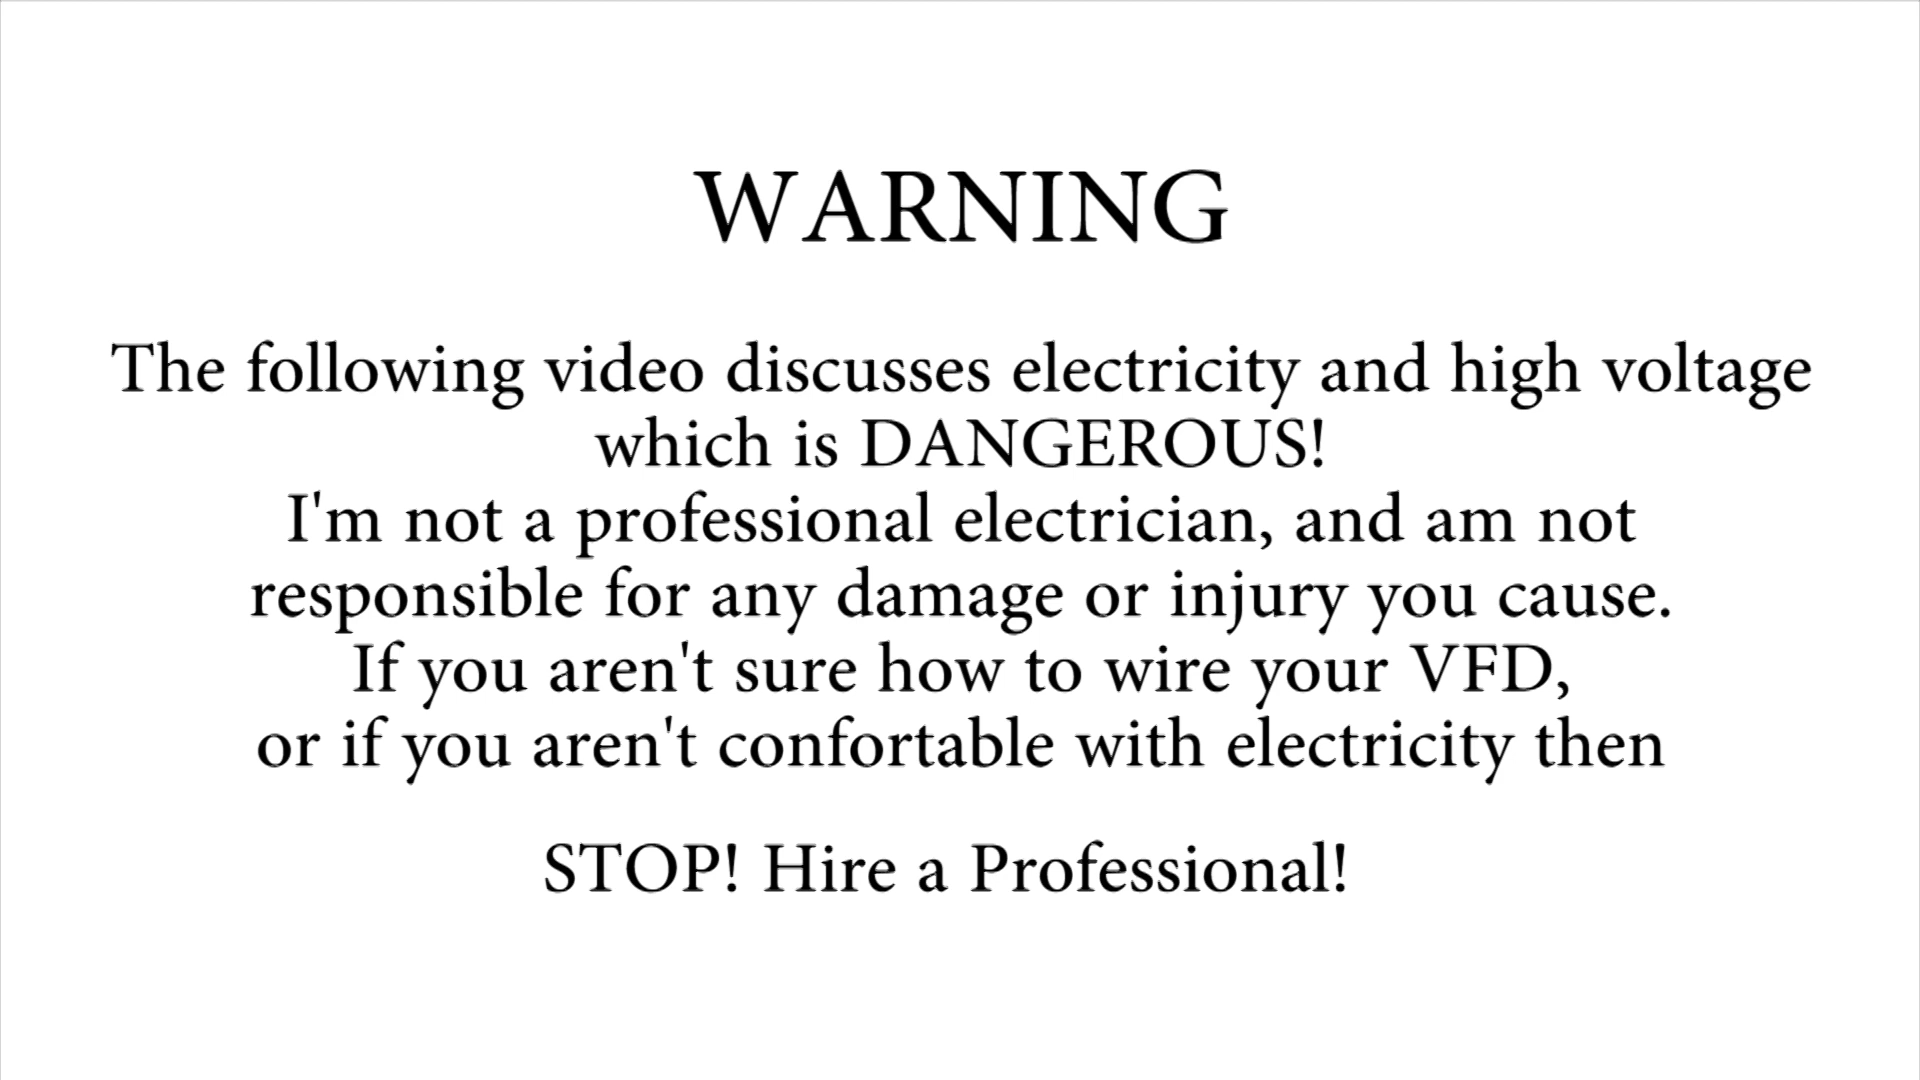 WARNING
The following video discusses electricity and high voltage
which is DANGEROUS!
I'm not a professional electrician, and am not
responsible for any damage or injury you cause.
If you aren't sure how to wire your VFD,
or if you aren't confortable with electricity then
STOP! Hire a Professional!